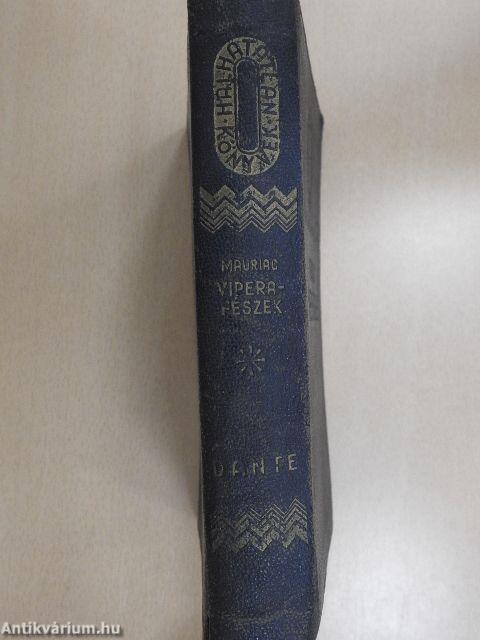 HALHATATLAN KÖNYVEK
MAURIAC
VIPERA-
FÉSZEK
DANTE
Antikvárium.hu